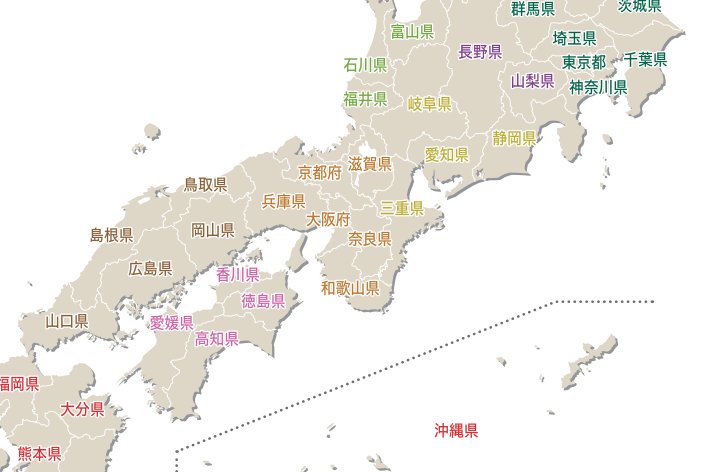 群馬県
茨城県
富山県
埼玉県
長野県
東京都
千葉県
石川県
山梨県
神奈川県
福井県
岐阜県
静岡県
愛知県
滋賀県
京都府
鳥取県
兵庫県
三重県
大阪府
岡山県
島根県
奈良県
広島県
香川県
和歌山県
徳島県
山口県
愛媛県
高知県
福岡県
大分県
沖縄県
熊本県